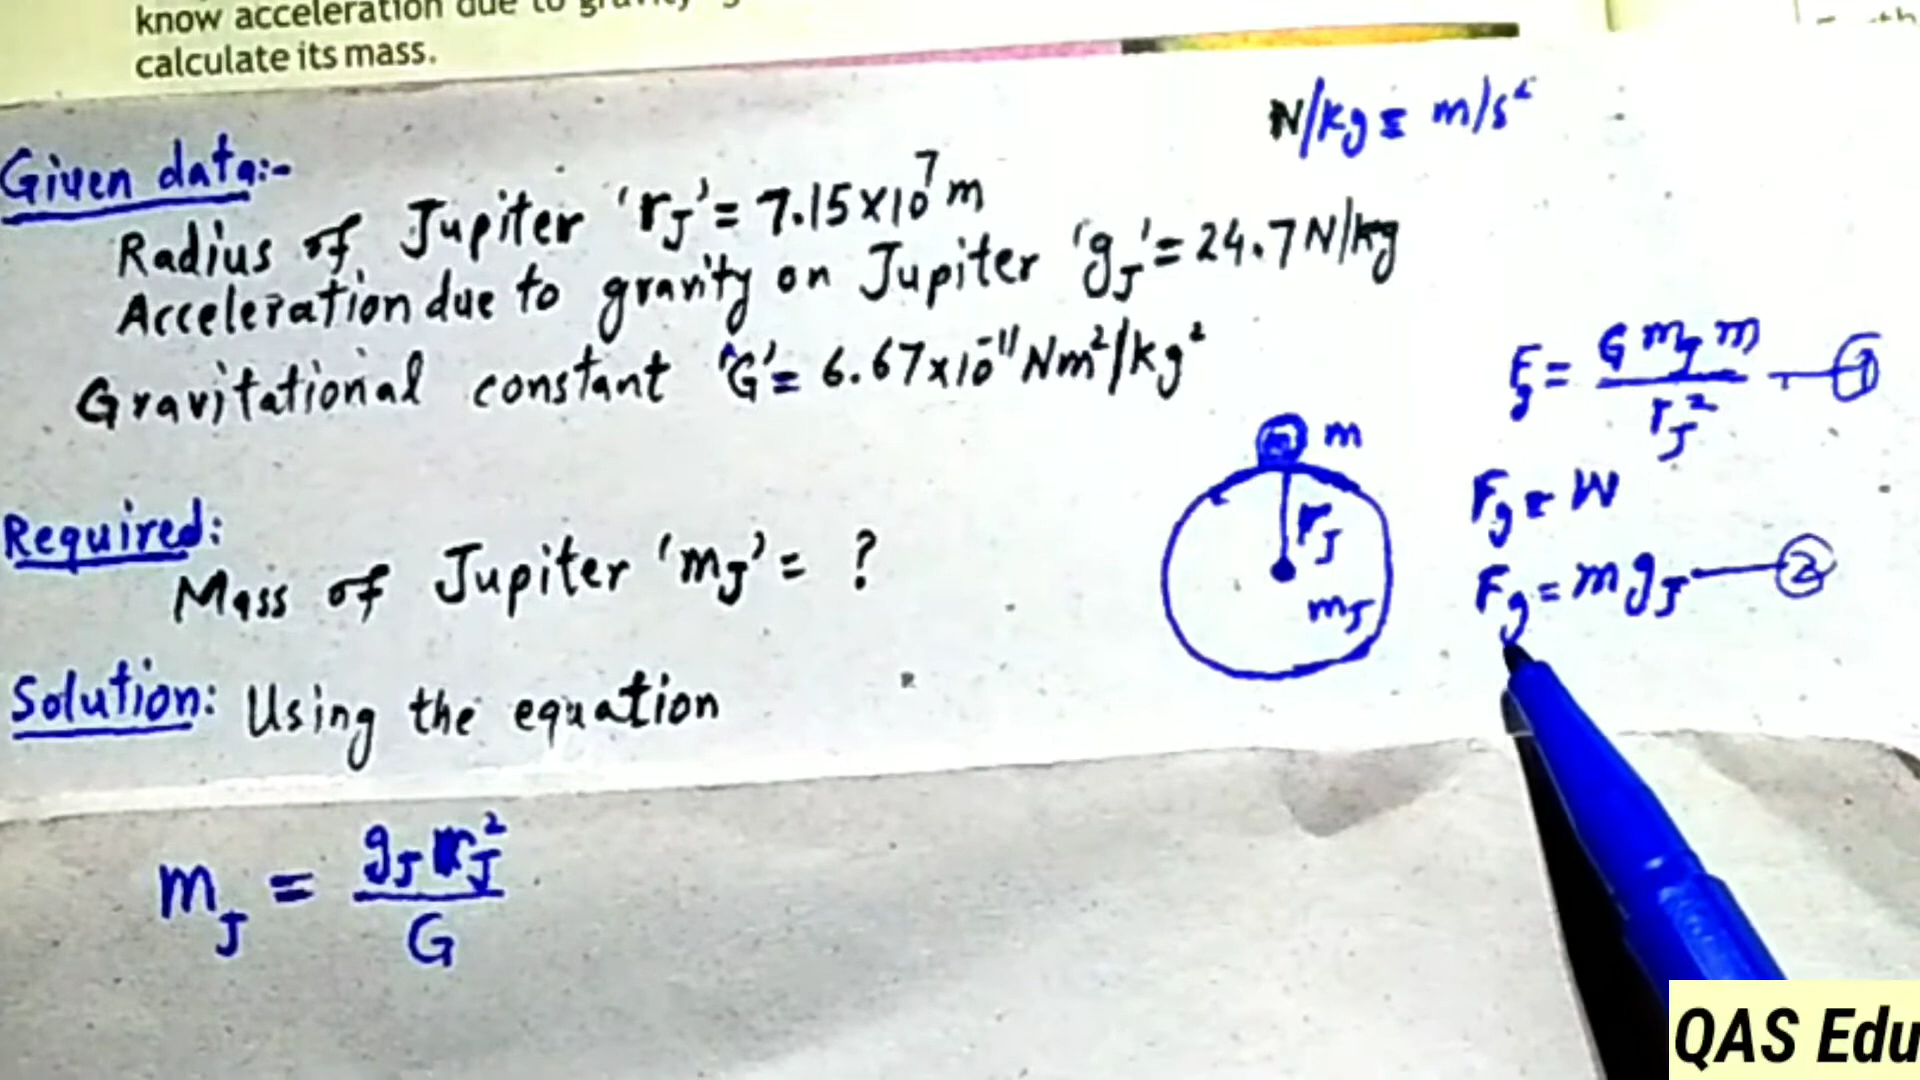 know acceleration due to gravity
calculate its mass.
N/kg = m/s²
Given data:-
Radius of Jupiter 'rJ' = 7.15×10⁷ m
Acceleration due to gravity on Jupiter 'gJ' = 24.7 N/kg
Gravitational constant 'G' = 6.67×10⁻¹¹ Nm²/kg²
Fg = G mJ m / rJ² — 1
m
Fg = W
rJ
Required:
Mass of Jupiter 'mJ' = ?
Fg = m gJ — 2
mJ
Solution: Using the equation
mJ = gJ rJ² / G
QAS Edu